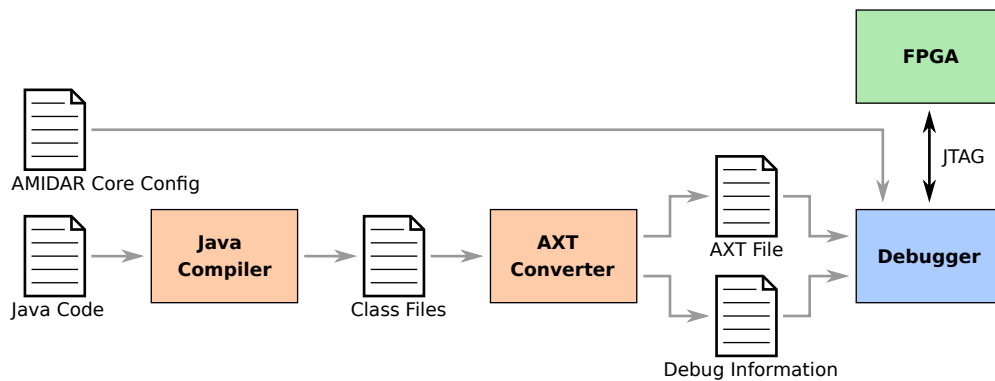 FPGA
JTAG
AMIDAR Core Config
Java
Compiler
AXT
Converter
AXT File
Debugger
Java Code
Class Files
Debug Information